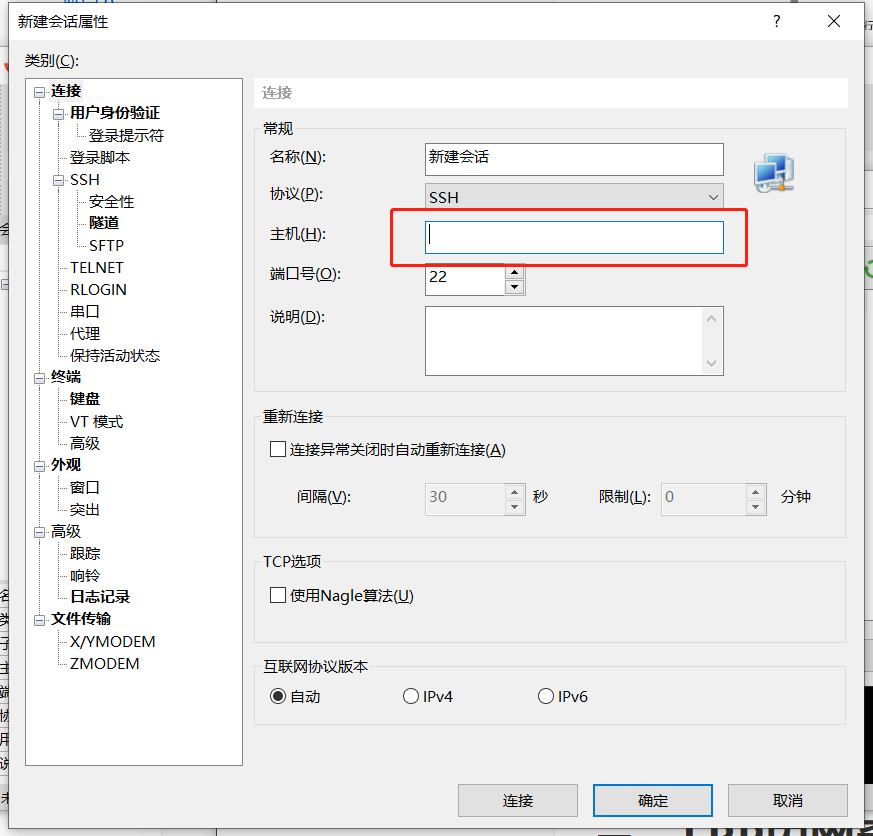 新建会话属性
?
类别(C):
连接
用户身份验证
登录提示符
登录脚本
SSH
安全性
隧道
SFTP
TELNET
RLOGIN
串口
代理
保持活动状态
终端
键盘
VT 模式
高级
外观
窗口
突出
高级
跟踪
响铃
日志记录
文件传输
X/YMODEM
ZMODEM
连接
常规
名称(N): 新建会话
协议(P): SSH
主机(H):
端口号(O): 22
说明(D):
重新连接
连接异常关闭时自动重新连接(A)
间隔(V): 30 秒 限制(L): 0 分钟
TCP选项
使用Nagle算法(U)
互联网协议版本
自动 IPv4 IPv6
连接 确定 取消